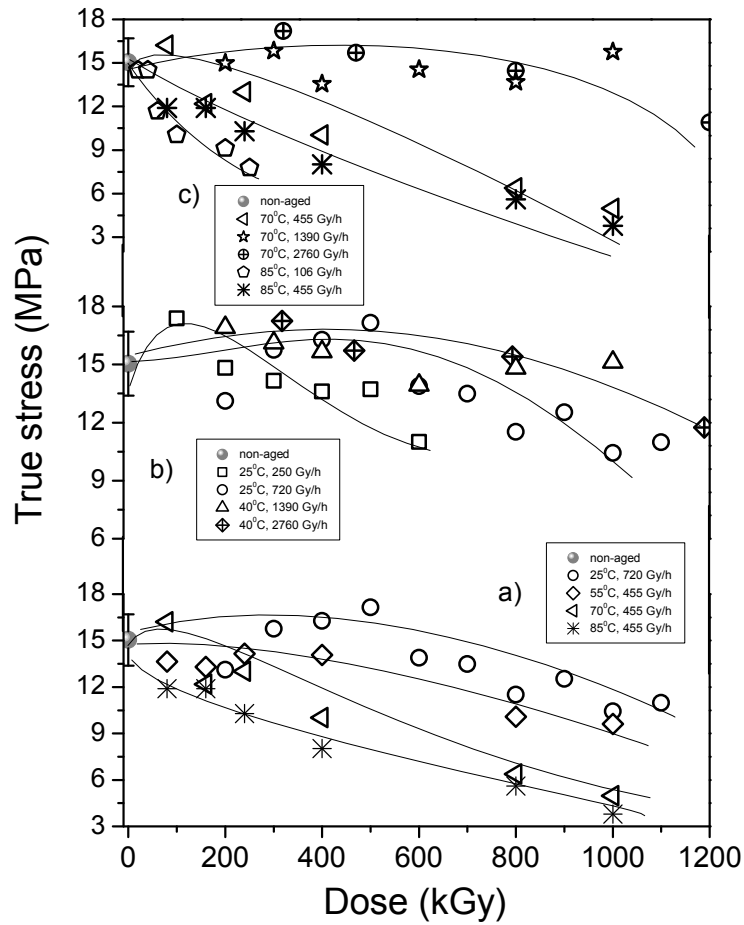 True stress (MPa)
18
15
12
9
6
3
c)
non-aged
70⁰C, 455 Gy/h
70⁰C, 1390 Gy/h
70⁰C, 2760 Gy/h
85⁰C, 106 Gy/h
85⁰C, 455 Gy/h
18
15
12
9
6
b)
non-aged
25⁰C, 250 Gy/h
25⁰C, 720 Gy/h
40⁰C, 1390 Gy/h
40⁰C, 2760 Gy/h
18
15
12
9
6
3
a)
non-aged
25⁰C, 720 Gy/h
55⁰C, 455 Gy/h
70⁰C, 455 Gy/h
85⁰C, 455 Gy/h
0 200 400 600 800 1000 1200
Dose (kGy)